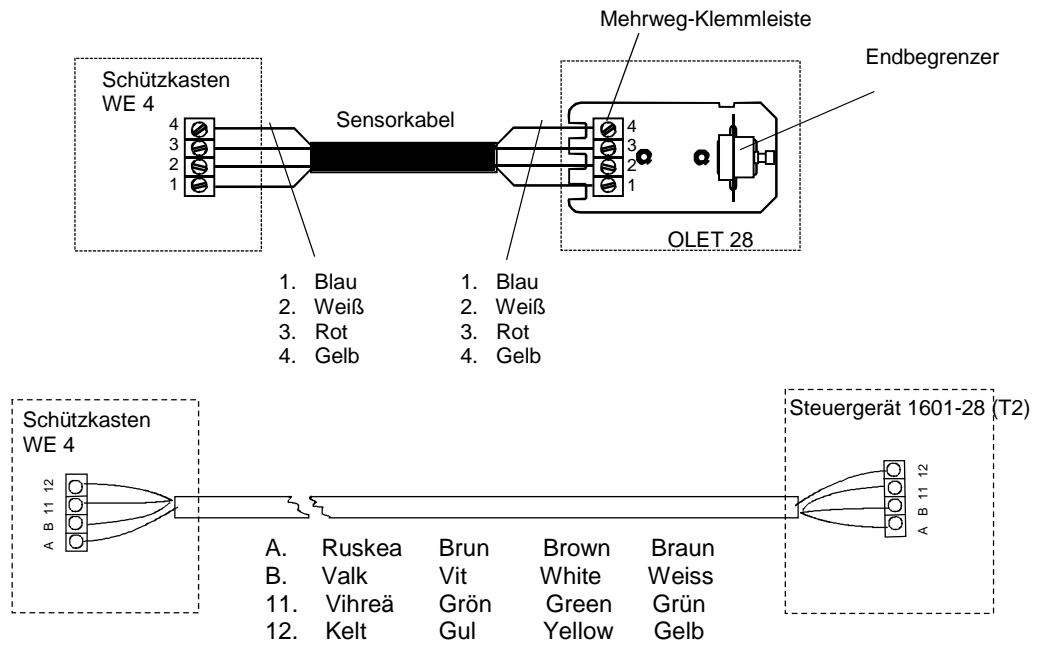 Mehrweg-Klemmleiste
Endbegrenzer
Schützkasten
WE 4
Sensorkabel
4
3
2
1
4
3
2
1
OLET 28
1. Blau
2. Weiß
3. Rot
4. Gelb
1. Blau
2. Weiß
3. Rot
4. Gelb
Schützkasten
WE 4
Steuergerät 1601-28 (T2)
12
11
B
A
12
11
B
A
A. Ruskea Brun Brown Braun
B. Valk Vit White Weiss
11. Vihreä Grön Green Grün
12. Kelt Gul Yellow Gelb